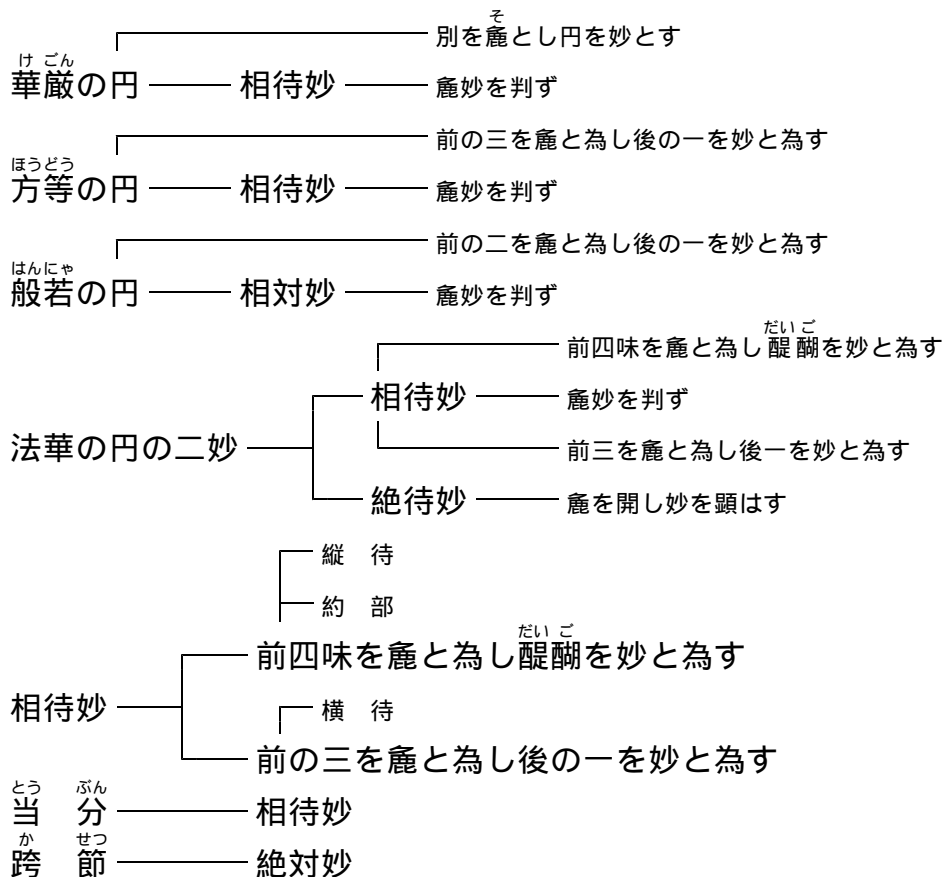 別を麁とし円を妙とす
華厳の円 相待妙 麁妙を判ず
前の三を麁と為し後の一を妙と為す
方等の円 相待妙 麁妙を判ず
前の二を麁と為し後の一を妙と為す
般若の円 相対妙 麁妙を判ず
前四味を麁と為し醍醐を妙と為す
相待妙 麁妙を判ず
法華の円の二妙 前三を麁と為し後一を妙と為す
絶待妙 麁を開し妙を顕はす
縦 待
約 部
前四味を麁と為し醍醐を妙と為す
相待妙 横 待
前の三を麁と為し後の一を妙と為す
当 分 相待妙
跨 節 絶対妙